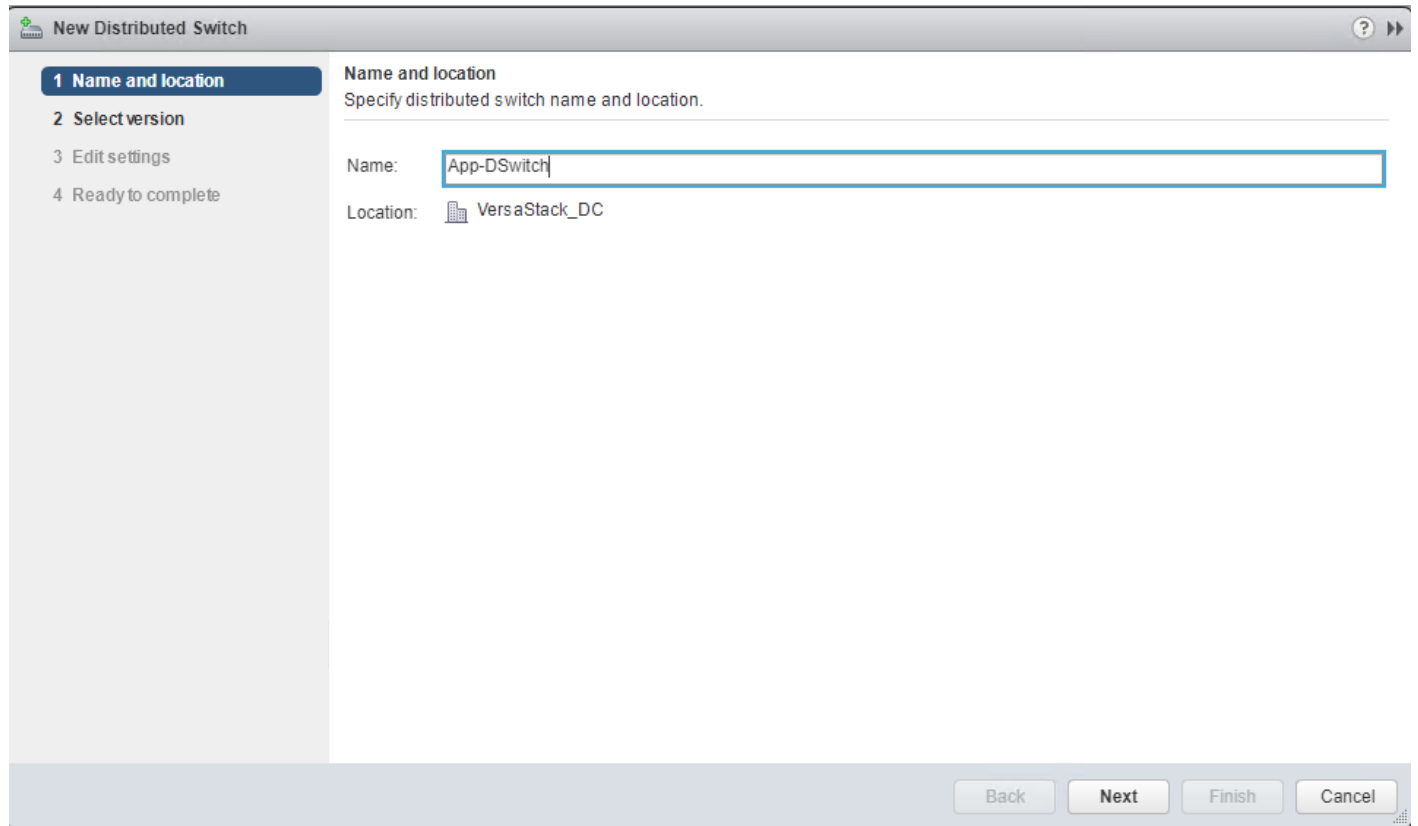 New Distributed Switch
?
1 Name and location
2 Select version
3 Edit settings
4 Ready to complete
Name and location
Specify distributed switch name and location.
Name: App-DSwitch
Location: VersaStack_DC
Back Next Finish Cancel